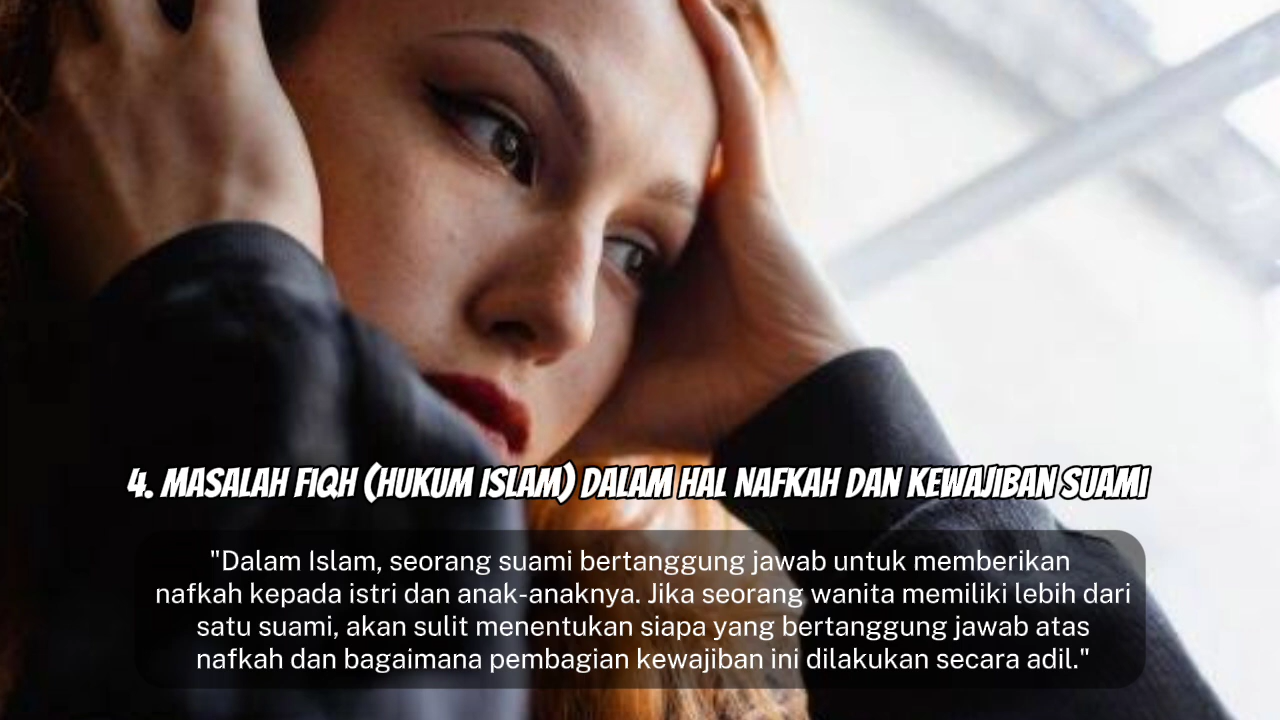 4. MASALAH FIQH (HUKUM ISLAM) DALAM HAL NAFKAH DAN KEWAJIBAN SUAMI
"Dalam Islam, seorang suami bertanggung jawab untuk memberikan
nafkah kepada istri dan anak-anaknya. Jika seorang wanita memiliki lebih dari
satu suami, akan sulit menentukan siapa yang bertanggung jawab atas
nafkah dan bagaimana pembagian kewajiban ini dilakukan secara adil."